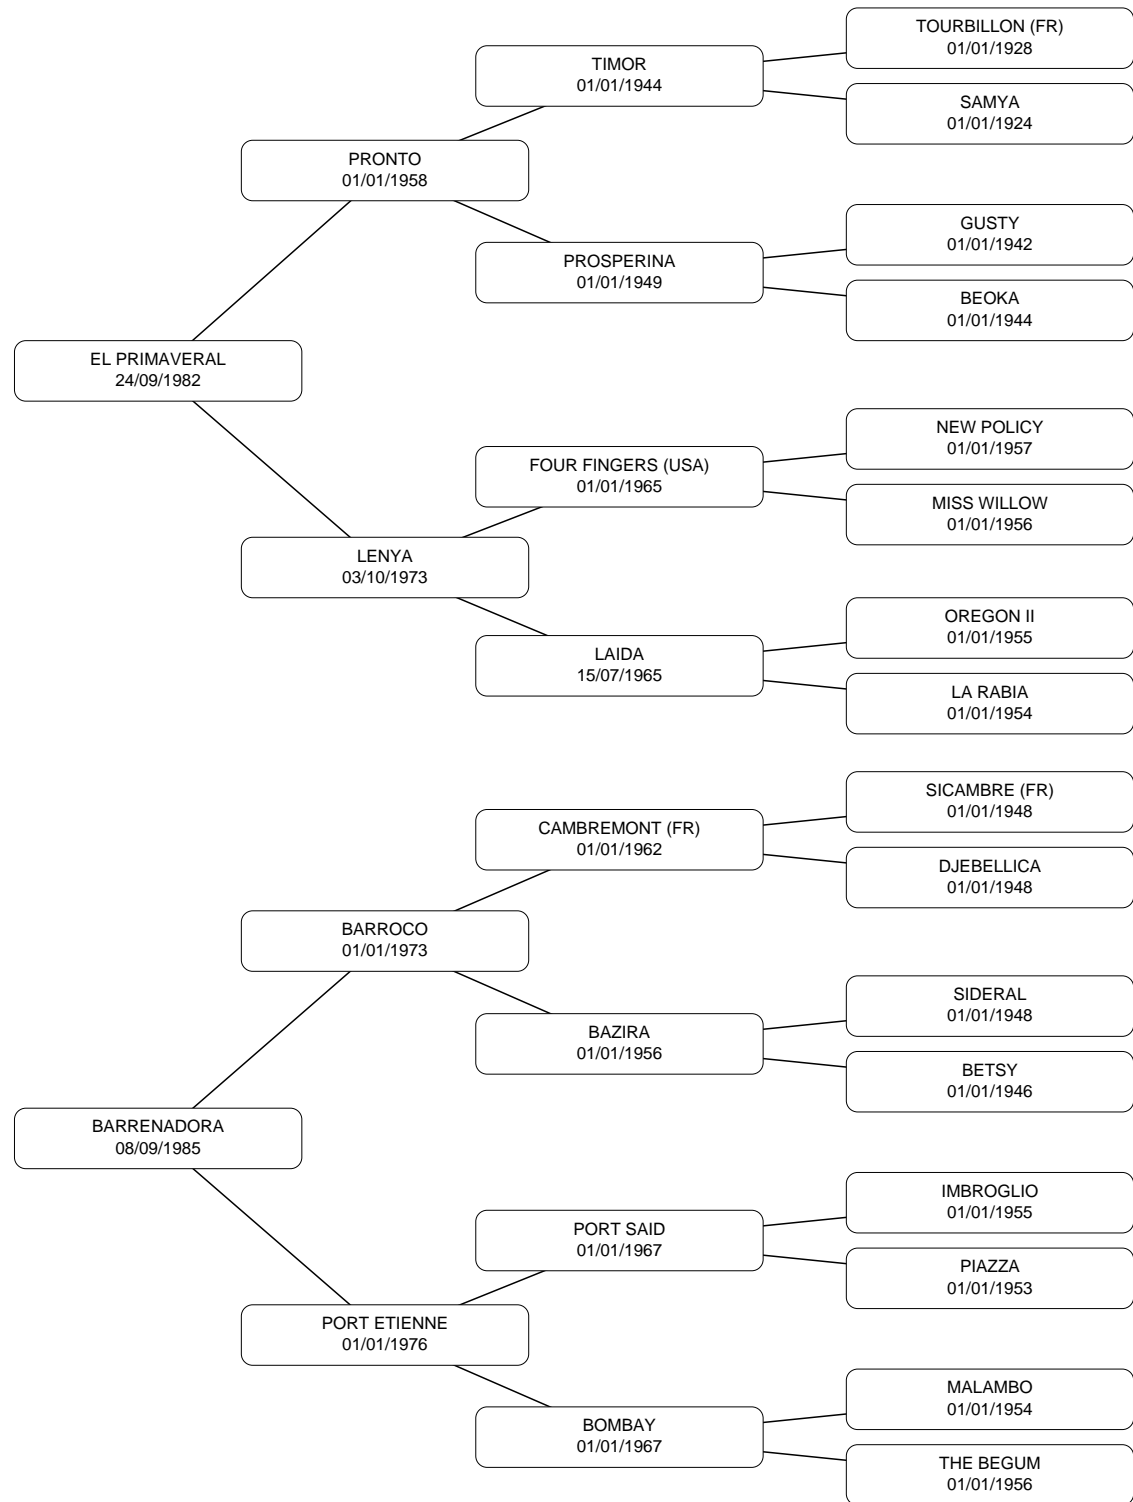 TOURBILLON (FR)
01/01/1928
TIMOR
01/01/1944
SAMYA
01/01/1924
PRONTO
01/01/1958
GUSTY
01/01/1942
PROSPERINA
01/01/1949
BEOKA
01/01/1944
EL PRIMAVERAL
24/09/1982
NEW POLICY
01/01/1957
FOUR FINGERS (USA)
01/01/1965
MISS WILLOW
01/01/1956
LENYA
03/10/1973
OREGON II
01/01/1955
LAIDA
15/07/1965
LA RABIA
01/01/1954
SICAMBRE (FR)
01/01/1948
CAMBREMONT (FR)
01/01/1962
DJEBELLICA
01/01/1948
BARROCO
01/01/1973
SIDERAL
01/01/1948
BAZIRA
01/01/1956
BETSY
01/01/1946
BARRENADORA
08/09/1985
IMBROGLIO
01/01/1955
PORT SAID
01/01/1967
PIAZZA
01/01/1953
PORT ETIENNE
01/01/1976
MALAMBO
01/01/1954
BOMBAY
01/01/1967
THE BEGUM
01/01/1956